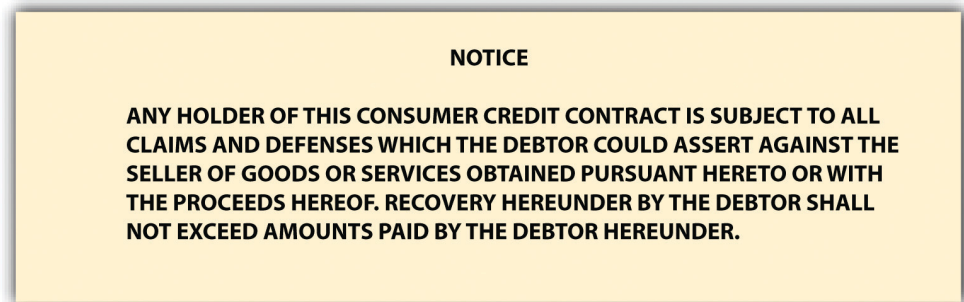 NOTICE
ANY HOLDER OF THIS CONSUMER CREDIT CONTRACT IS SUBJECT TO ALL
CLAIMS AND DEFENSES WHICH THE DEBTOR COULD ASSERT AGAINST THE
SELLER OF GOODS OR SERVICES OBTAINED PURSUANT HERETO OR WITH
THE PROCEEDS HEREOF. RECOVERY HEREUNDER BY THE DEBTOR SHALL
NOT EXCEED AMOUNTS PAID BY THE DEBTOR HEREUNDER.